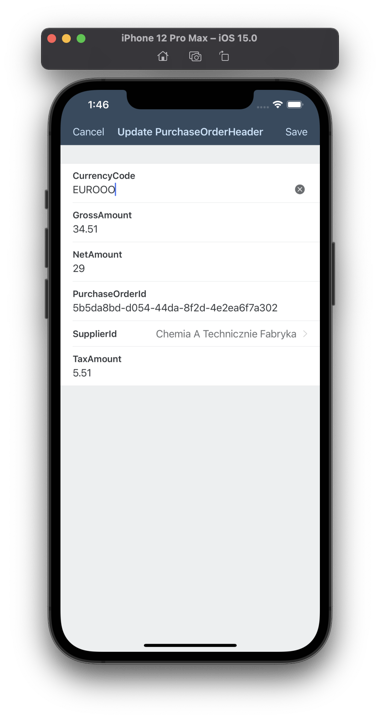 iPhone 12 Pro Max – iOS 15.0
1:46
Cancel Update PurchaseOrderHeader Save
CurrencyCode
EUROOO
GrossAmount
34.51
NetAmount
29
PurchaseOrderId
5b5da8bd-d054-44da-8f2d-4e2ea6f7a302
SupplierId Chemia A Technicznie Fabryka
TaxAmount
5.51